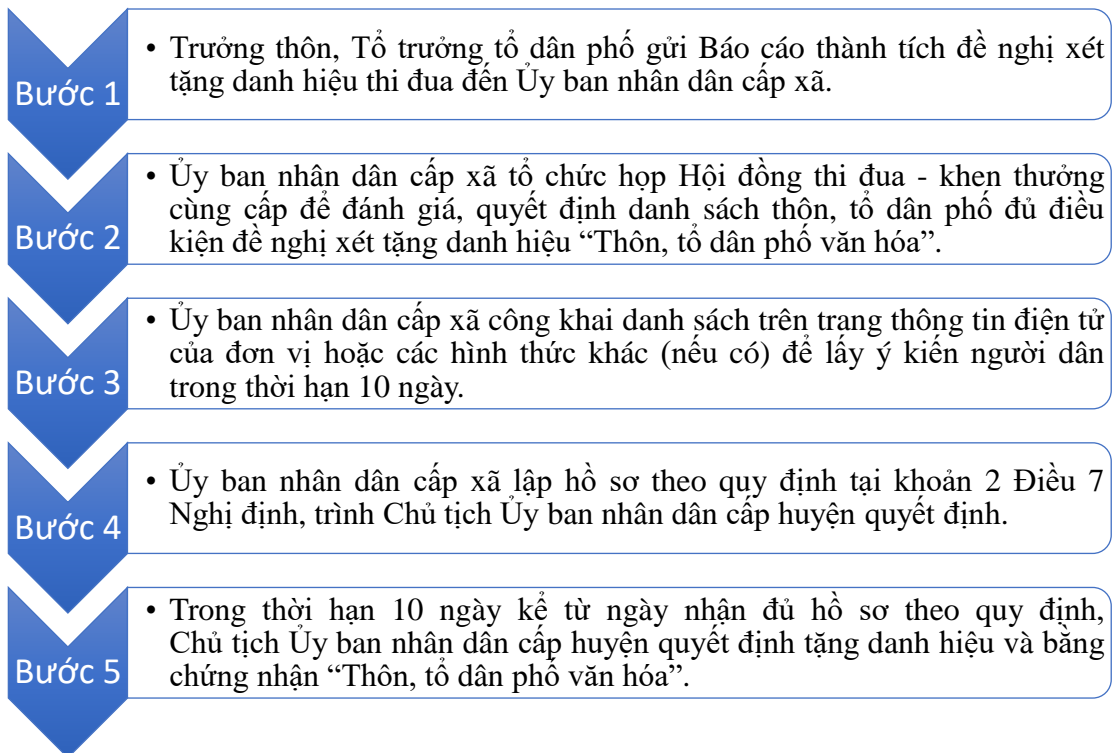 Bước 1
• Trưởng thôn, Tổ trưởng tổ dân phố gửi Báo cáo thành tích đề nghị xét
tặng danh hiệu thi đua đến Ủy ban nhân dân cấp xã.
Bước 2
• Ủy ban nhân dân cấp xã tổ chức họp Hội đồng thi đua - khen thưởng
cùng cấp để đánh giá, quyết định danh sách thôn, tổ dân phố đủ điều
kiện đề nghị xét tặng danh hiệu “Thôn, tổ dân phố văn hóa”.
Bước 3
• Ủy ban nhân dân cấp xã công khai danh sách trên trang thông tin điện tử
của đơn vị hoặc các hình thức khác (nếu có) để lấy ý kiến người dân
trong thời hạn 10 ngày.
Bước 4
• Ủy ban nhân dân cấp xã lập hồ sơ theo quy định tại khoản 2 Điều 7
Nghị định, trình Chủ tịch Ủy ban nhân dân cấp huyện quyết định.
Bước 5
• Trong thời hạn 10 ngày kể từ ngày nhận đủ hồ sơ theo quy định,
Chủ tịch Ủy ban nhân dân cấp huyện quyết định tặng danh hiệu và bằng
chứng nhận “Thôn, tổ dân phố văn hóa”.